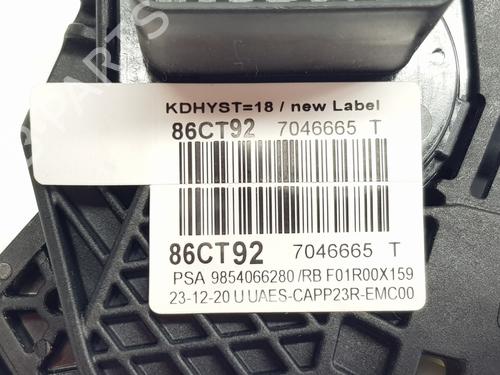 KDHYST=18 / new Label
86CT92 7046665 T
86CT92 7046665 T
PSA 9854066280 /RB F01R00X159
23-12-20 U UAES-CAPP23R-EMC00